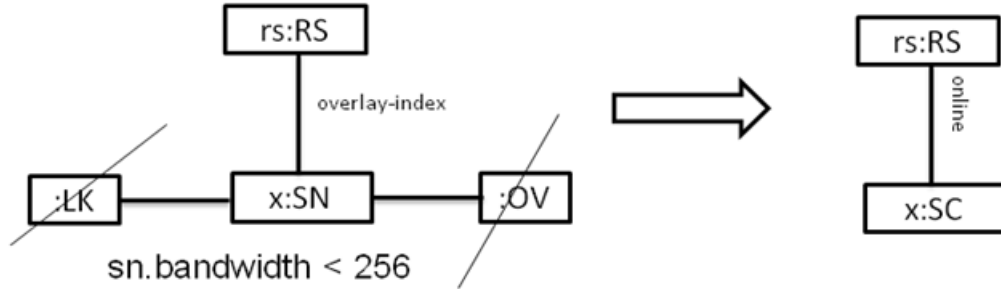 rs:RS
overlay-index
:LK
x:SN
:OV
sn.bandwidth < 256
rs:RS
online
x:SC